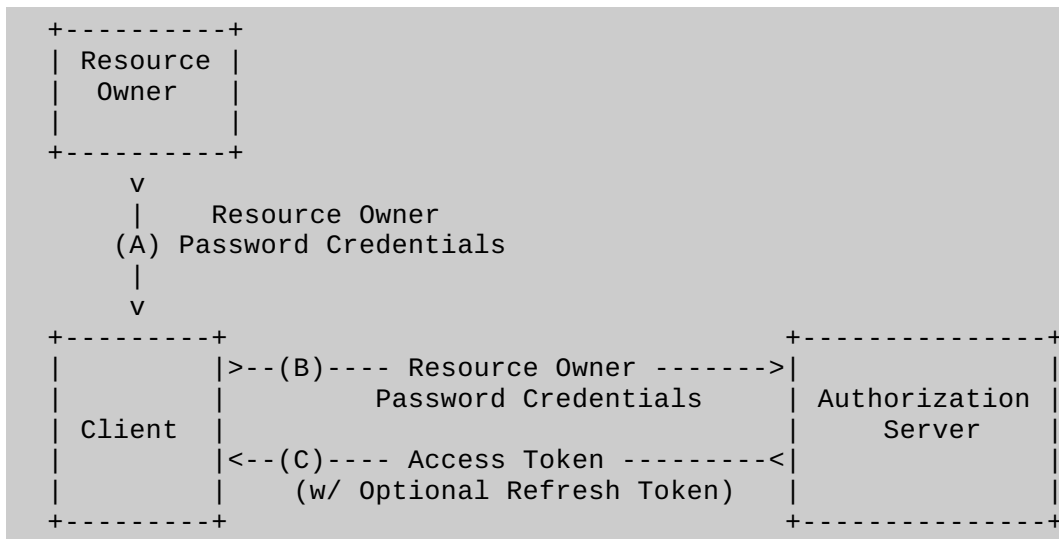 +----------+
| Resource |
|  Owner   |
|          |
+----------+
     v
     |    Resource Owner
    (A) Password Credentials
     |
     v
+---------+                                  +---------------+
|         |>--(B)---- Resource Owner ------->|               |
|         |         Password Credentials     | Authorization |
| Client  |                                  |     Server    |
|         |<--(C)---- Access Token ---------<|               |
|         |    (w/ Optional Refresh Token)   |               |
+---------+                                  +---------------+